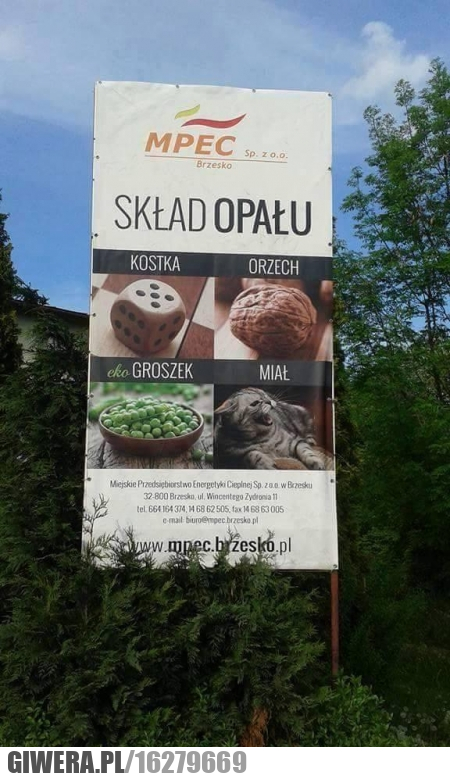 MPEC Sp. z o.o.
Brzesko
SKŁAD OPAŁU
KOSTKA ORZECH
eko GROSZEK MIAŁ
Miejskie Przedsiębiorstwo Energetyki Cieplnej Sp. z o.o. w Brzesku
32-800 Brzesko, ul. Wincentego Zydronia 11
tel. 664 164 374, 14 68 62 505, fax 14 68 63 005
e-mail: biuro@mpec.brzesko.pl
www.mpec.brzesko.pl
GIWERA.PL/16279669